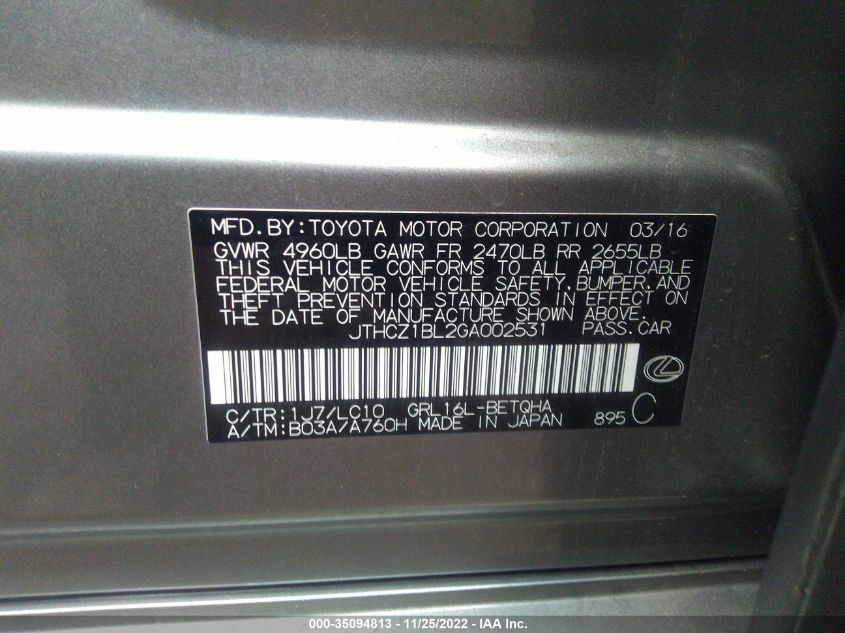 MFD.BY:TOYOTA MOTOR CORPORATION 03/16
GVWR 4960LB GAWR FR 2470LB RR 2655LB
THIS VEHICLE CONFORMS TO ALL APPLICABLE
FEDERAL MOTOR VEHICLE SAFETY,BUMPER,AND
THEFT PREVENTION STANDARDS IN EFFECT ON
THE DATE OF MANUFACTURE SHOWN ABOVE.
JTHCZ1BL2GA002531 PASS.CAR
C/TR:1J7/LC10 GRL16L-BETQHA
A/TM:B03A/A760H MADE IN JAPAN 895 C
000-35094813 - 11/25/2022 - IAA Inc.